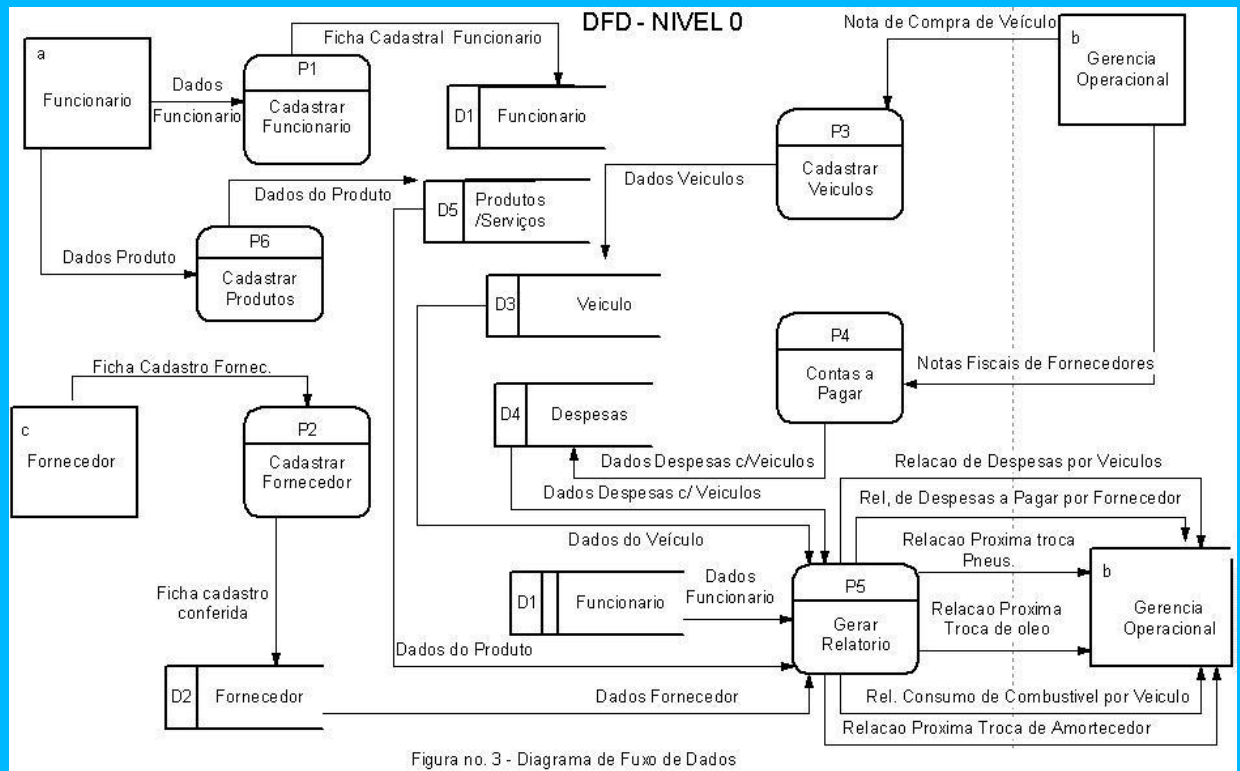 DFD - NIVEL 0
Ficha Cadastral Funcionario
Nota de Compra de Veículo
a
Funcionario
Dados
Funcionario
P1
Cadastrar
Funcionario
D1
Funcionario
b
Gerencia
Operacional
P3
Cadastrar
Veiculos
Dados Veiculos
Dados do Produto
D5
Produtos
/Serviços
Dados Produto
P6
Cadastrar
Produtos
D3
Veiculo
P4
Contas a
Pagar
Notas Fiscais de Fornecedores
Ficha Cadastro Fornec.
c
Fornecedor
P2
Cadastrar
Fornecedor
D4
Despesas
Dados Despesas c/Veiculos
Dados Despesas c/ Veiculos
Relacao de Despesas por Veiculos
Rel, de Despesas a Pagar por Fornecedor
Dados do Veículo
Relacao Proxima troca
Pneus.
Ficha cadastro
conferida
D1
Funcionario
Dados
Funcionario
P5
Gerar
Relatorio
Relacao Proxima
Troca de oleo
b
Gerencia
Operacional
Dados do Produto
D2
Fornecedor
Dados Fornecedor
Rel. Consumo de Combustivel por Veiculo
Relacao Proxima Troca de Amortecedor
Figura no. 3 - Diagrama de Fuxo de Dados